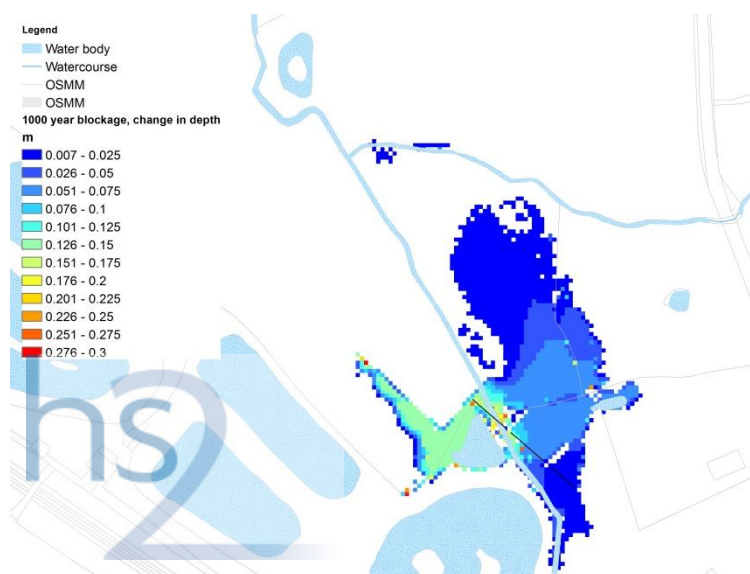 Legend
Water body
Watercourse
OSMM
OSMM
1000 year blockage, change in depth
m
0.007 - 0.025
0.026 - 0.05
0.051 - 0.075
0.076 - 0.1
0.101 - 0.125
0.126 - 0.15
0.151 - 0.175
0.176 - 0.2
0.201 - 0.225
0.226 - 0.25
0.251 - 0.275
0.276 - 0.3
hs2